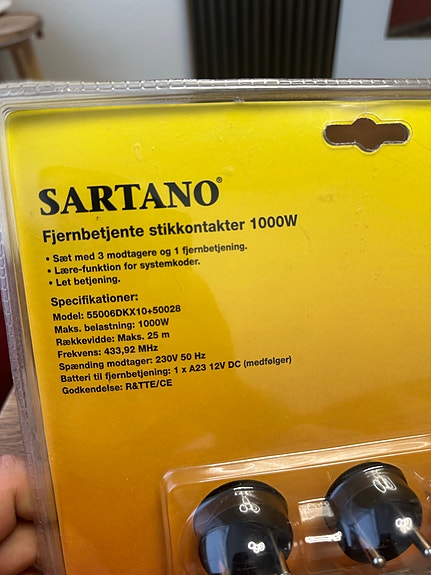 SARTANO®
Fjernbetjente stikkontakter 1000W
• Sæt med 3 modtagere og 1 fjernbetjening.
• Lære-funktion for systemkoder.
• Let betjening.
Specifikationer:
Model: 55006DKX10+50028
Maks. belastning: 1000W
Rækkevidde: Maks. 25 m
Frekvens: 433,92 MHz
Spænding modtager: 230V 50 Hz
Batteri til fjernbetjening: 1 x A23 12V DC (medfølger)
Godkendelse: R&TTE/CE